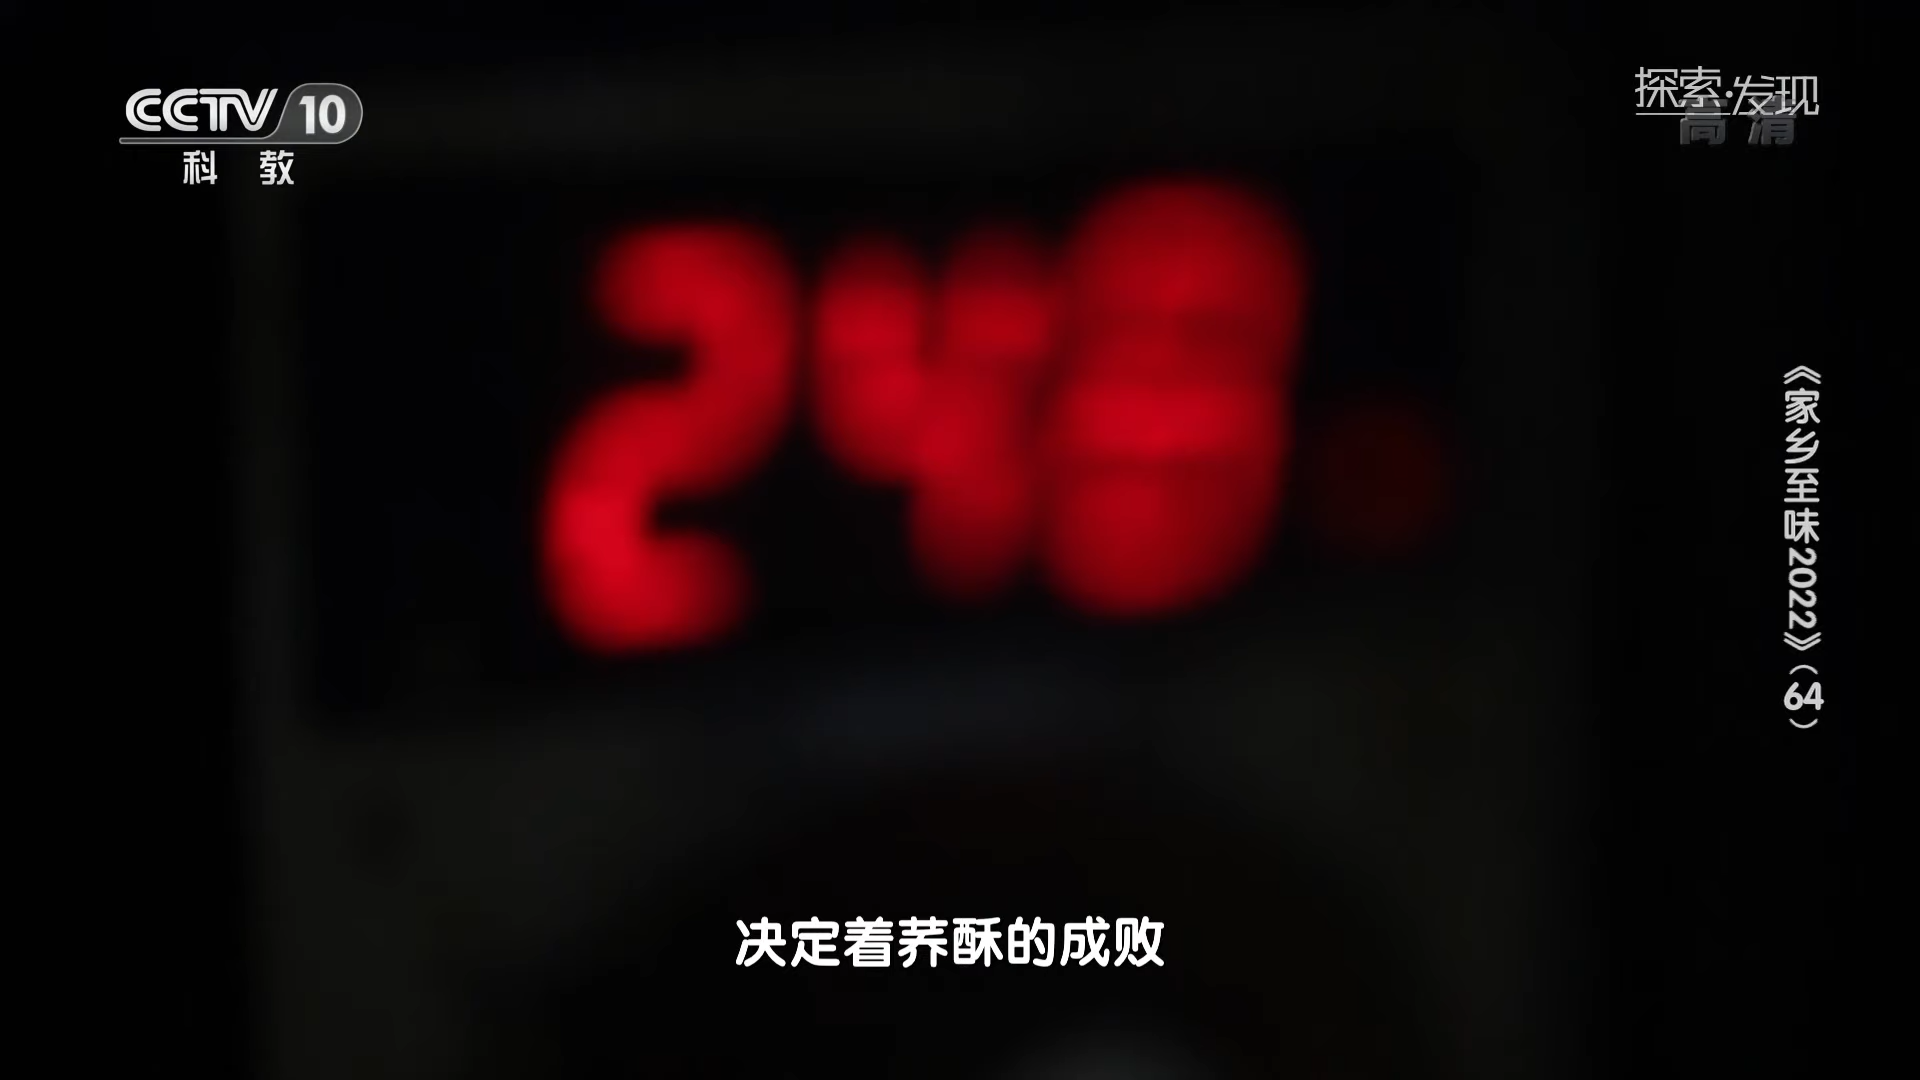 CCTV 10
科 教
探索·发现
高 清
《家乡至味2022》（64）
决定着荞酥的成败